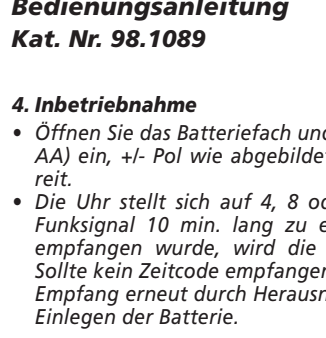 Bedienungsanleitung
Kat. Nr. 98.1089
4. Inbetriebnahme
• Öffnen Sie das Batteriefach und
AA) ein, +/- Pol wie abgebildet
reit.
• Die Uhr stellt sich auf 4, 8 od
Funksignal 10 min. lang zu e
empfangen wurde, wird die
Sollte kein Zeitcode empfangen
Empfang erneut durch Herausn
Einlegen der Batterie.